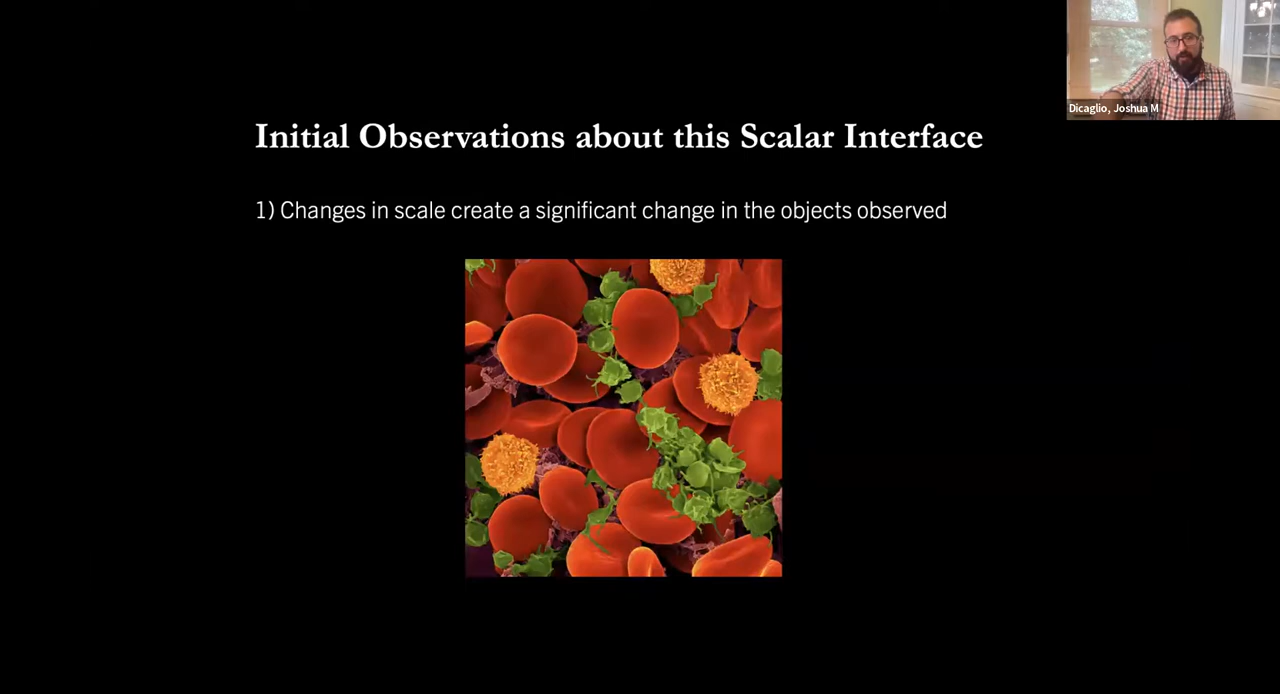 Dicaglio, Joshua M
Initial Observations about this Scalar Interface
1) Changes in scale create a significant change in the objects observed